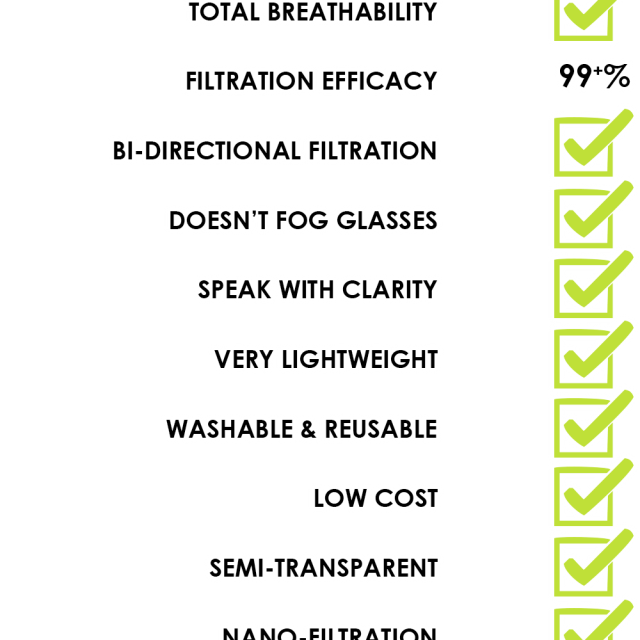 TOTAL BREATHABILITY
FILTRATION EFFICACY 99+%
BI-DIRECTIONAL FILTRATION
DOESN’T FOG GLASSES
SPEAK WITH CLARITY
VERY LIGHTWEIGHT
WASHABLE & REUSABLE
LOW COST
SEMI-TRANSPARENT
NANO-FILTRATION